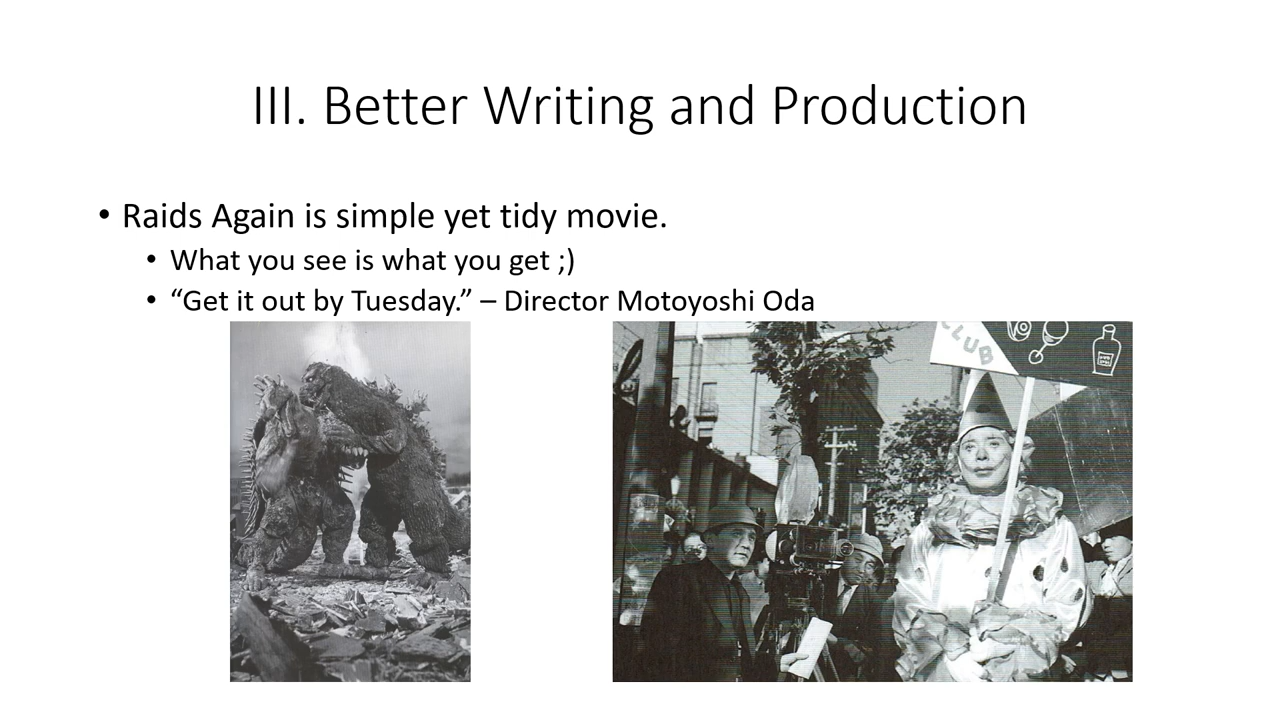 III. Better Writing and Production
• Raids Again is simple yet tidy movie.
• What you see is what you get ;)
• “Get it out by Tuesday.” – Director Motoyoshi Oda
CLUB